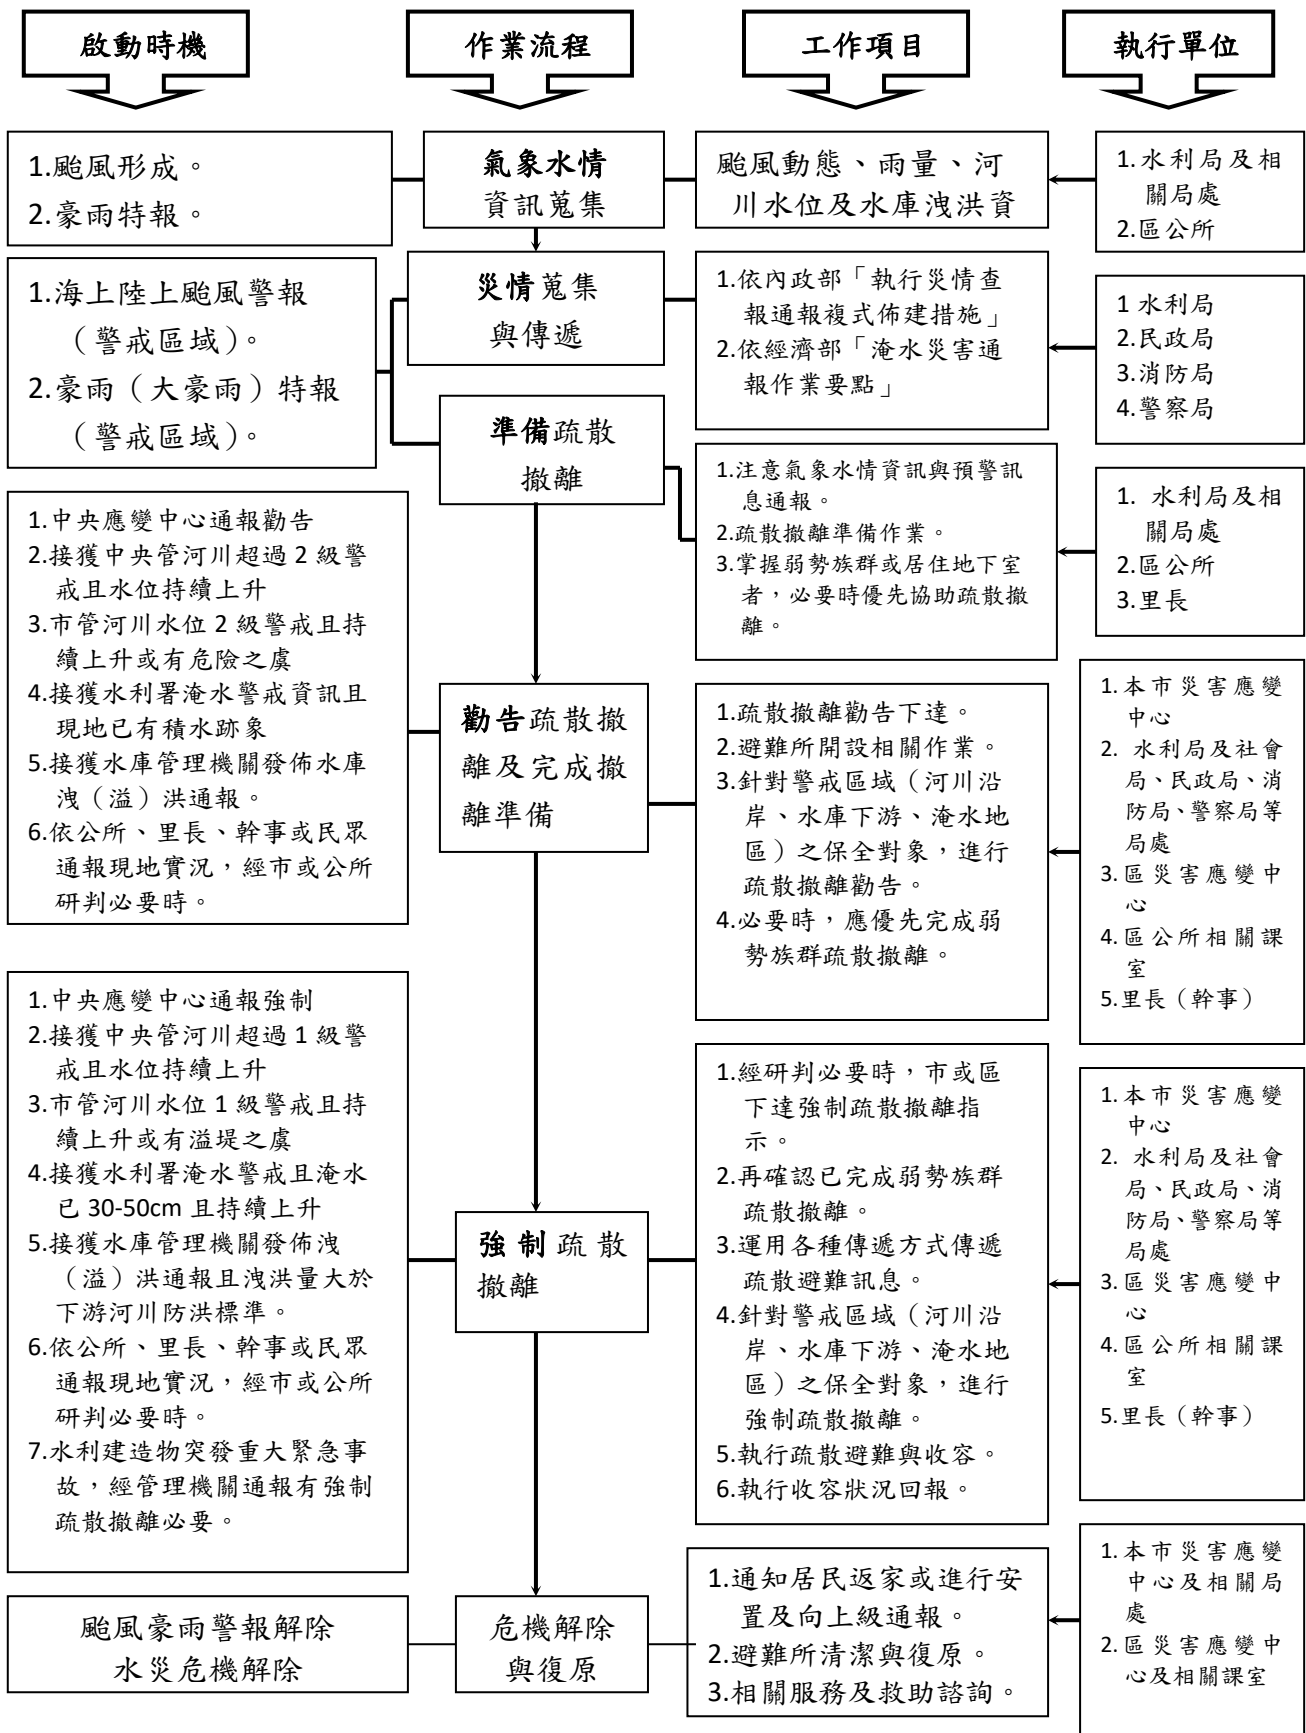 啟動時機
作業流程
工作項目
執行單位
1.颱風形成。
2.豪雨特報。
氣象水情
資訊蒐集
颱風動態、雨量、河
川水位及水庫洩洪資
1.水利局及相
關局處
2.區公所
1.海上陸上颱風警報
（警戒區域）。
2.豪雨（大豪雨）特報
（警戒區域）。
災情蒐集
與傳遞
1.依內政部「執行災情查
報通報複式佈建措施」
2.依經濟部「淹水災害通
報作業要點」
1 水利局
2.民政局
3.消防局
4.警察局
準備疏散
撤離
1.注意氣象水情資訊與預警訊
息通報。
2.疏散撤離準備作業。
3.掌握弱勢族群或居住地下室
者，必要時優先協助疏散撤
離。
1. 水利局及相
關局處
2.區公所
3.里長
1.中央應變中心通報勸告
2.接獲中央管河川超過 2 級警
戒且水位持續上升
3.市管河川水位 2 級警戒且持
續上升或有危險之虞
4.接獲水利署淹水警戒資訊且
現地已有積水跡象
5.接獲水庫管理機關發佈水庫
洩（溢）洪通報。
6.依公所、里長、幹事或民眾
通報現地實況，經市或公所
研判必要時。
勸告疏散撤
離及完成撤
離準備
1.疏散撤離勸告下達。
2.避難所開設相關作業。
3.針對警戒區域（河川沿
岸、水庫下游、淹水地
區）之保全對象，進行
疏散撤離勸告。
4.必要時，應優先完成弱
勢族群疏散撤離。
1.本市災害應變
中心
2. 水利局及社會
局、民政局、消
防局、警察局等
局處
3.區災害應變中
心
4.區公所相關課
室
5.里長（幹事）
1.中央應變中心通報強制
2.接獲中央管河川超過 1 級警
戒且水位持續上升
3.市管河川水位 1 級警戒且持
續上升或有溢堤之虞
4.接獲水利署淹水警戒且淹水
已 30-50cm 且持續上升
5.接獲水庫管理機關發佈洩
（溢）洪通報且洩洪量大於
下游河川防洪標準。
6.依公所、里長、幹事或民眾
通報現地實況，經市或公所
研判必要時。
7.水利建造物突發重大緊急事
故，經管理機關通報有強制
疏散撤離必要。
強制疏散
撤離
1.經研判必要時，市或區
下達強制疏散撤離指
示。
2.再確認已完成弱勢族群
疏散撤離。
3.運用各種傳遞方式傳遞
疏散避難訊息。
4.針對警戒區域（河川沿
岸、水庫下游、淹水地
區）之保全對象，進行
強制疏散撤離。
5.執行疏散避難與收容。
6.執行收容狀況回報。
1.本市災害應變
中心
2. 水利局及社會
局、民政局、消
防局、警察局等
局處
3.區災害應變中
心
4.區公所相關課
室
5.里長（幹事）
颱風豪雨警報解除
水災危機解除
危機解除
與復原
1.通知居民返家或進行安
置及向上級通報。
2.避難所清潔與復原。
3.相關服務及救助諮詢。
1.本市災害應變
中心及相關局
處
2.區災害應變中
心及相關課室